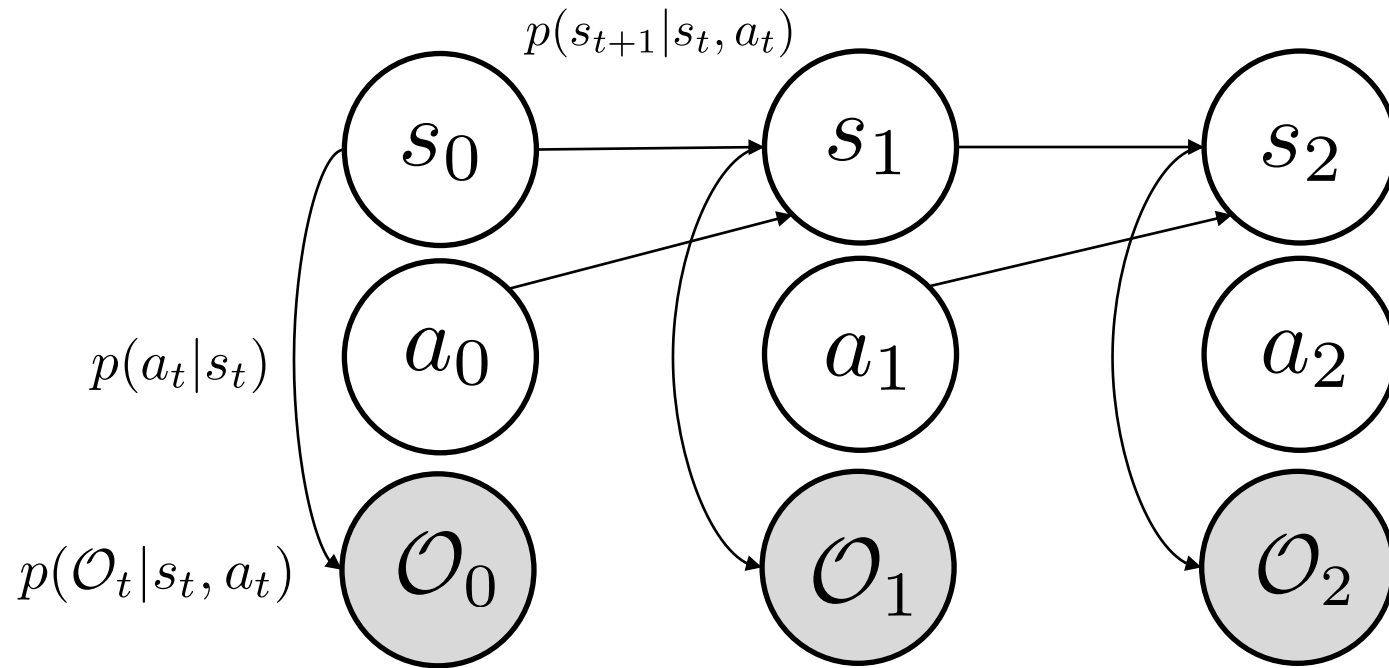 p(s_{t+1}|s_t, a_t)
s_0 s_1 s_2
a_0 a_1 a_2
p(a_t|s_t)
𝒪_0 𝒪_1 𝒪_2
p(𝒪_t|s_t, a_t)